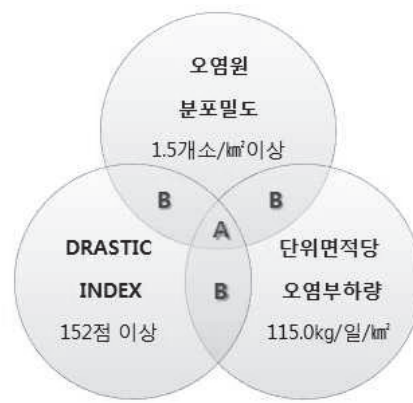 오염원
분포밀도
1.5개소/㎢이상
B
B
A
DRASTIC
INDEX
152점 이상
B
단위면적당
오염부하량
115.0kg/일/㎢